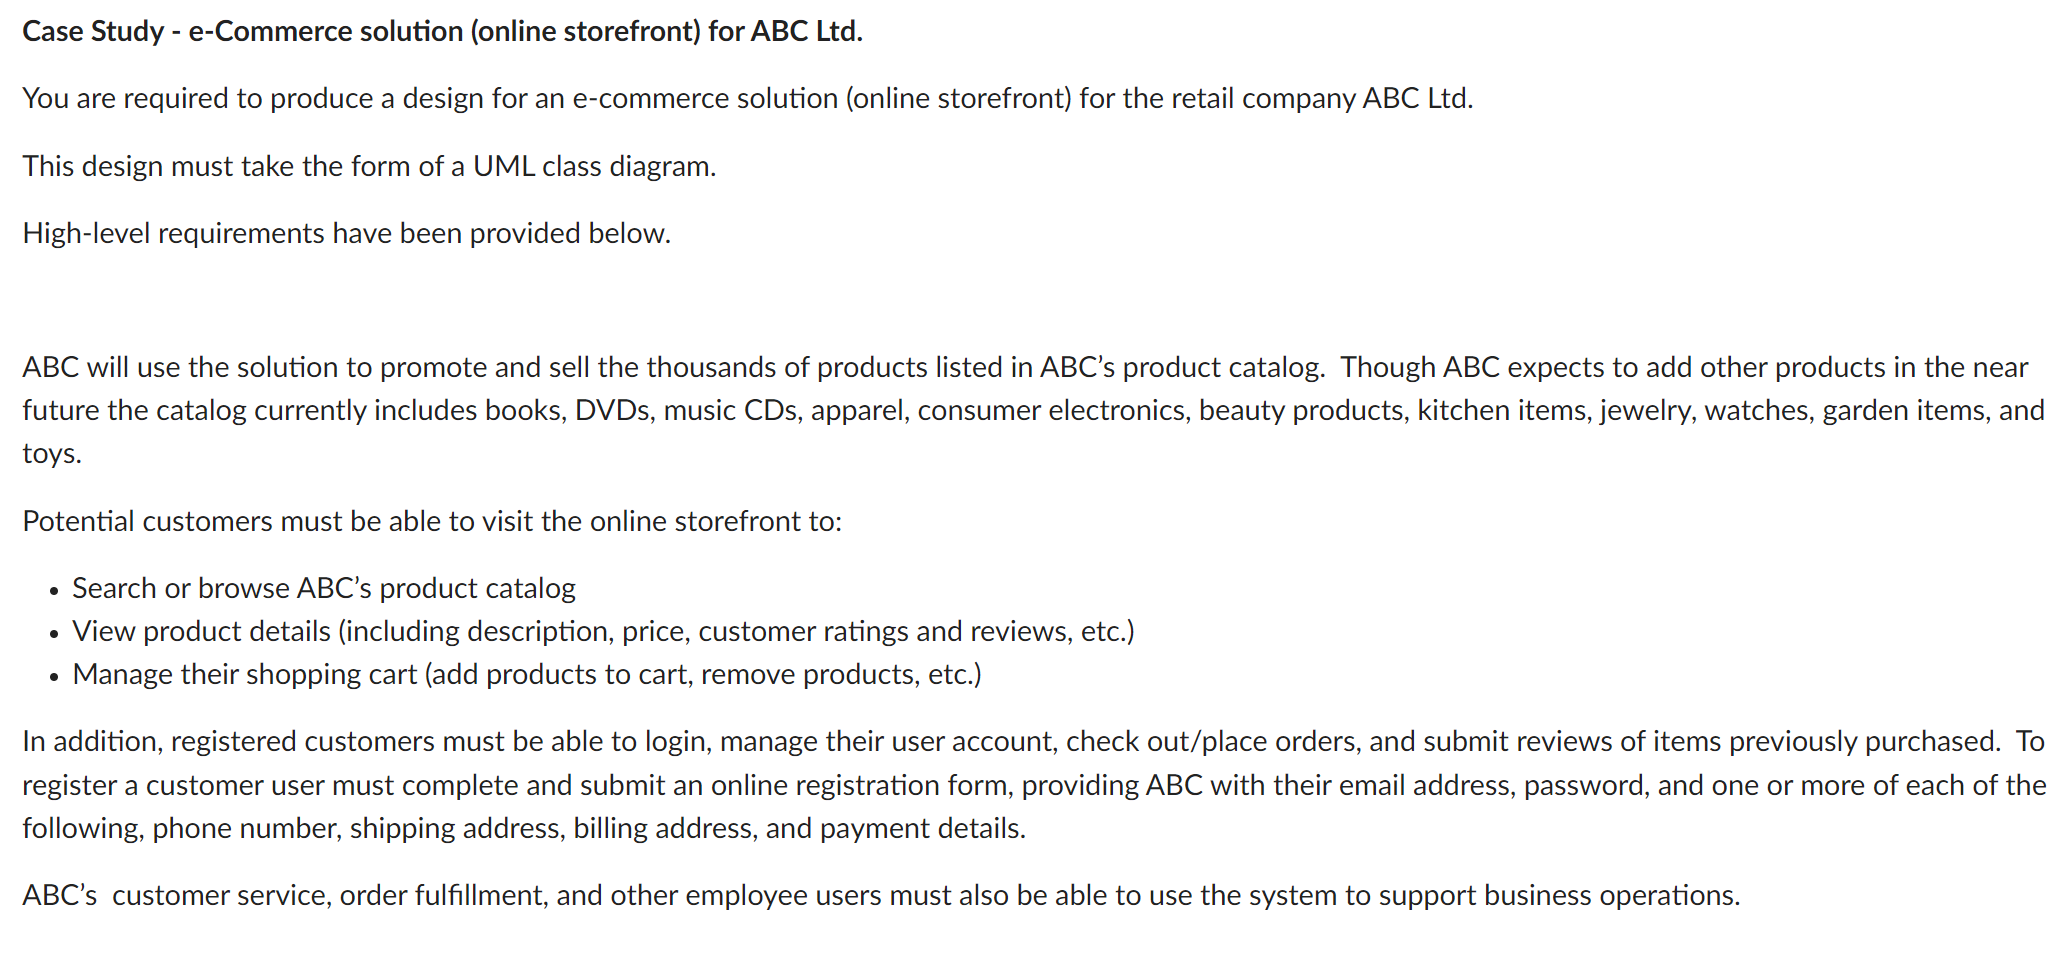 Case Study - e-Commerce solution (online storefront) for ABC Ltd.
You are required to produce a design for an e-commerce solution (online storefront) for the retail company ABC Ltd.
This design must take the form of a UML class diagram.
High-level requirements have been provided below.
ABC will use the solution to promote and sell the thousands of products listed in ABC’s product catalog.  Though ABC expects to add other products in the near
future the catalog currently includes books, DVDs, music CDs, apparel, consumer electronics, beauty products, kitchen items, jewelry, watches, garden items, and
toys.
Potential customers must be able to visit the online storefront to:
• Search or browse ABC’s product catalog
• View product details (including description, price, customer ratings and reviews, etc.)
• Manage their shopping cart (add products to cart, remove products, etc.)
In addition, registered customers must be able to login, manage their user account, check out/place orders, and submit reviews of items previously purchased.  To
register a customer user must complete and submit an online registration form, providing ABC with their email address, password, and one or more of each of the
following, phone number, shipping address, billing address, and payment details.
ABC’s  customer service, order fulfillment, and other employee users must also be able to use the system to support business operations.